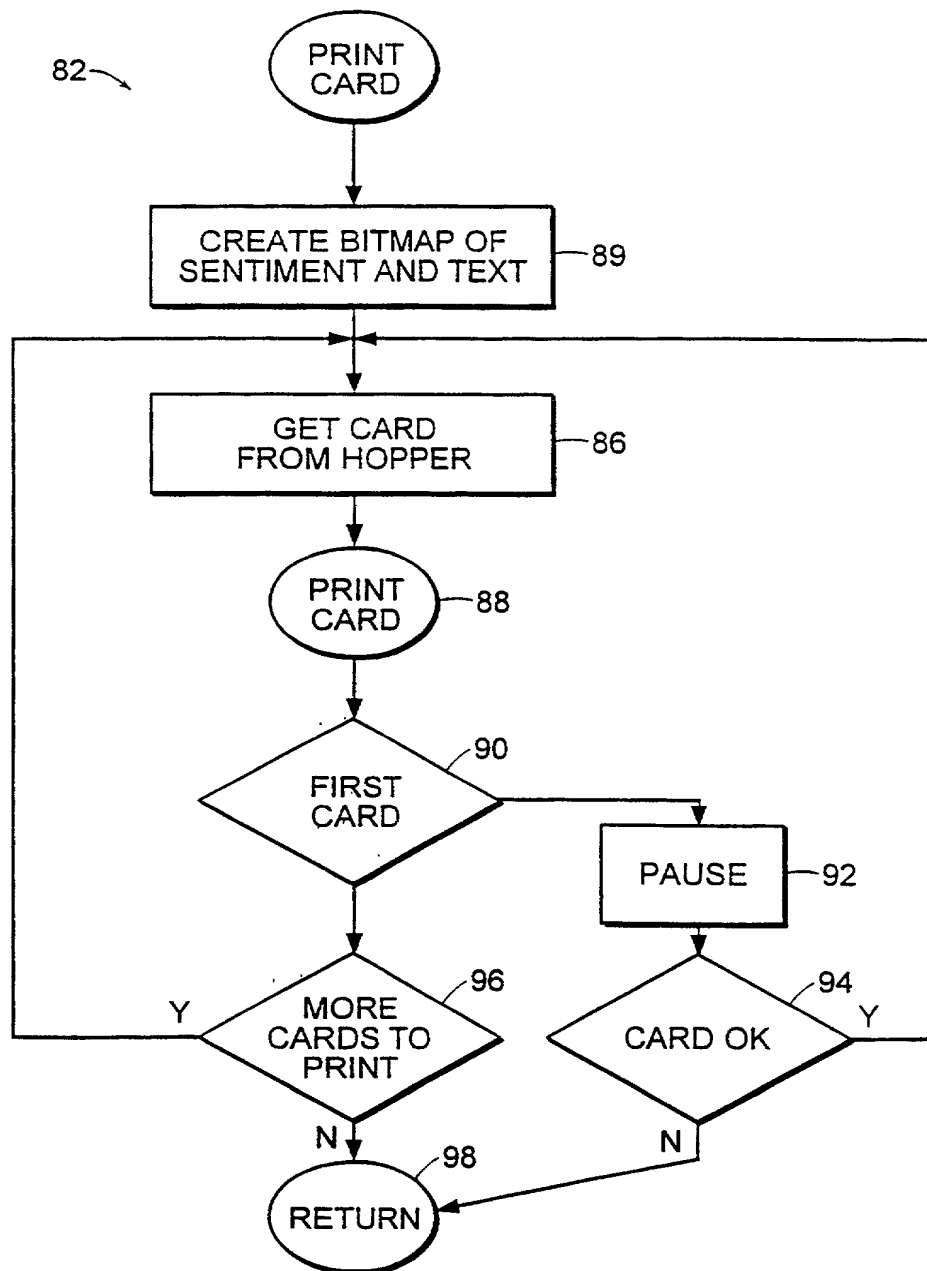 PRINT
CARD
82
CREATE BITMAP OF
SENTIMENT AND TEXT
89
GET CARD
FROM HOPPER
86
PRINT
CARD
88
90
FIRST
CARD
PAUSE
92
96
MORE
CARDS TO
PRINT
Y
N
94
CARD OK
Y
N
98
RETURN